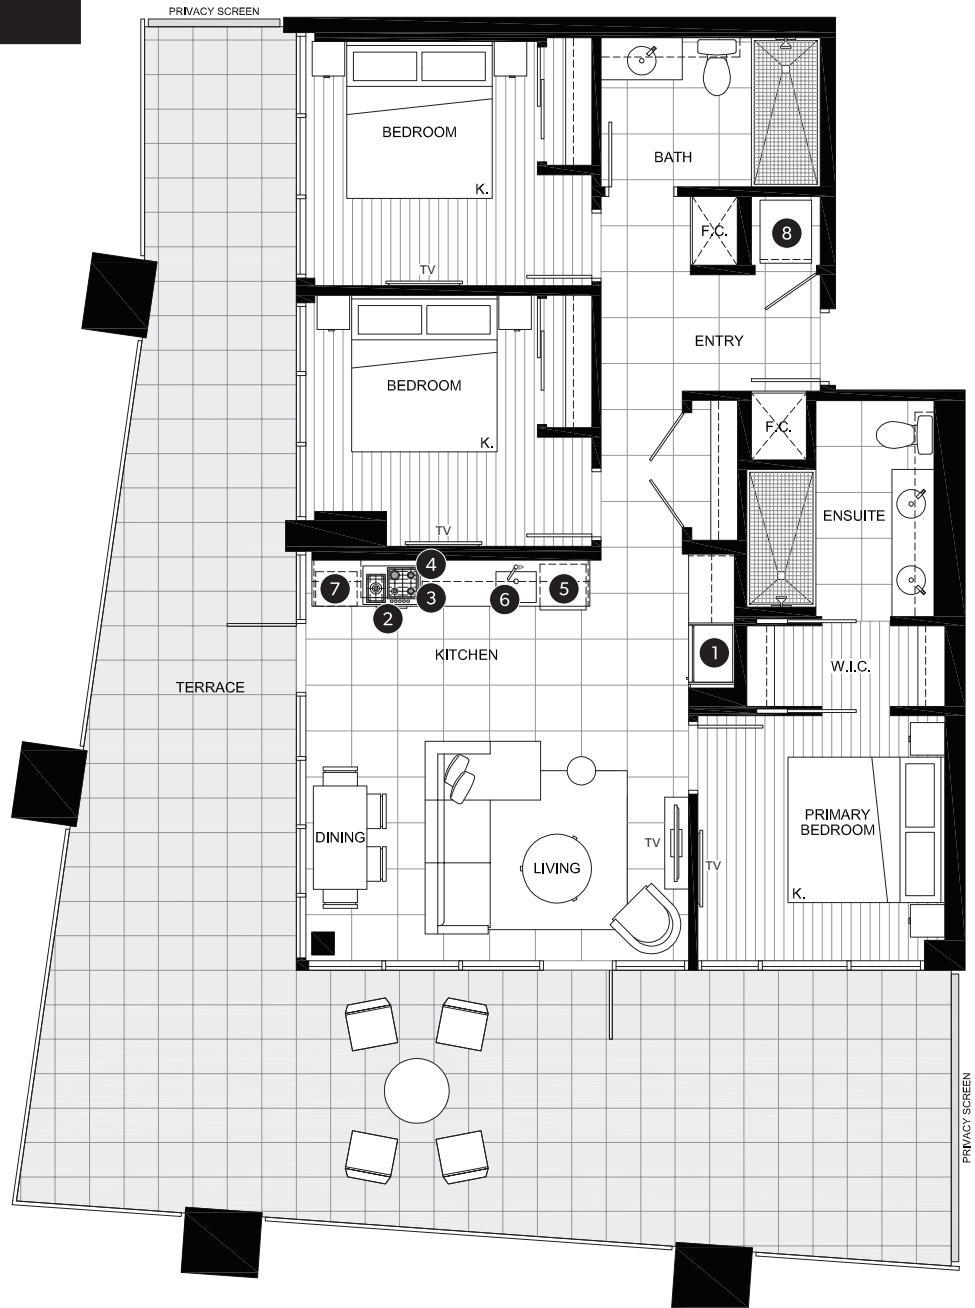 PRIVACY SCREEN
BEDROOM
K.
TV
BATH
F.C.
8
ENTRY
BEDROOM
K.
TV
F.C.
ENSUITE
4
7
3
5
6
2
1
KITCHEN
W.I.C.
TERRACE
PRIMARY
BEDROOM
DINING
TV
LIVING
TV
K.
PRIVACY SCREEN